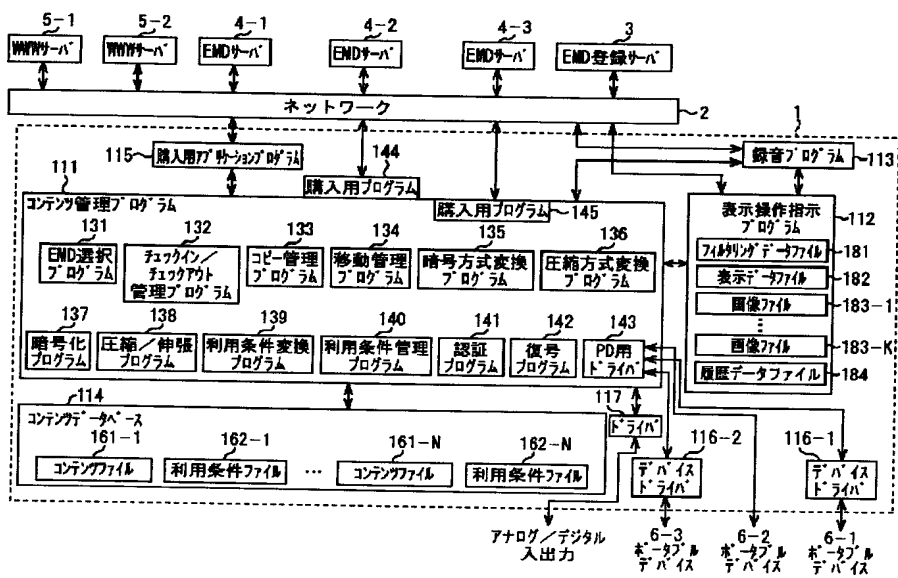 5-1
5-2
4-1
4-2
4-3
3
WWWサーバ
WWWサーバ
EMDサーバ
EMDサーバ
EMDサーバ
EMD登録サーバ
ネットワーク
2
1
115
購入用アプリケーションプログラム
144
購入用プログラム
録音プログラム
113
111
コンテンツ管理プログラム
購入用プログラム
145
表示操作指示
プログラム
112
131
EMD選択
プログラム
132
チェックイン/
チェックアウト
管理プログラム
133
コピー管理
プログラム
134
移動管理
プログラム
135
暗号方式変換
プログラム
136
圧縮方式変換
プログラム
フィルタリングデータファイル
181
表示データファイル
182
画像ファイル
183-1
画像ファイル
183-K
履歴データファイル
184
137
暗号化
プログラム
138
圧縮/伸張
プログラム
139
利用条件変換
プログラム
140
利用条件管理
プログラム
141
認証
プログラム
142
復号
プログラム
143
PD用
ドライバ
114
コンテンツデータベース
161-1
コンテンツファイル
162-1
利用条件ファイル
…
161-N
コンテンツファイル
162-N
利用条件ファイル
117
ドライバ
116-2
デバイス
ドライバ
116-1
デバイス
ドライバ
アナログ/デジタル
入出力
6-3
ポータブル
デバイス
6-2
ポータブル
デバイス
6-1
ポータブル
デバイス